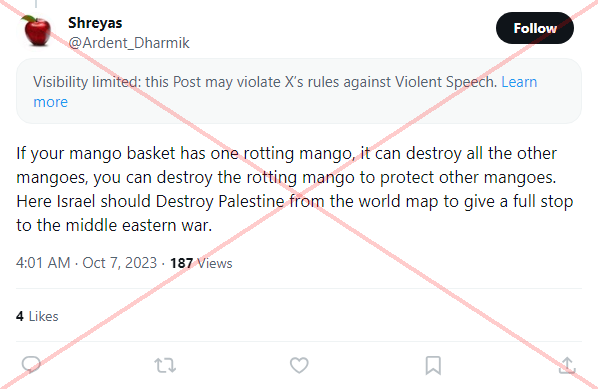 Shreyas
@Ardent_Dharmik
Follow
Visibility limited: this Post may violate X's rules against Violent Speech. Learn
more
If your mango basket has one rotting mango, it can destroy all the other
mangoes, you can destroy the rotting mango to protect other mangoes.
Here Israel should Destroy Palestine from the world map to give a full stop
to the middle eastern war.
4:01 AM · Oct 7, 2023 · 187 Views
4 Likes